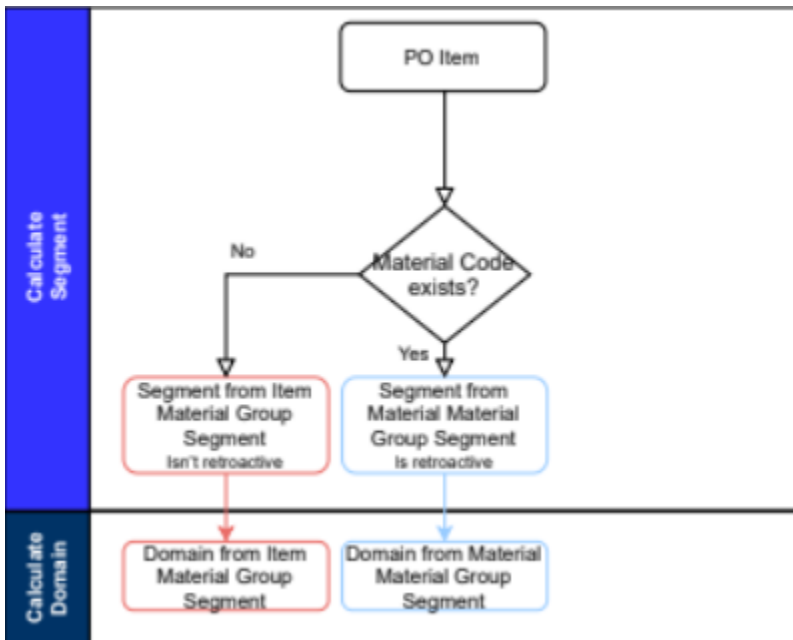 Calculate
Segment
PO Item
Material Code
exists?
No
Yes
Segment from Item
Material Group
Segment
Isn't retroactive
Segment from
Material Material
Group Segment
Is retroactive
Calculate
Domain
Domain from Item
Material Group
Segment
Domain from Material
Material Group
Segment